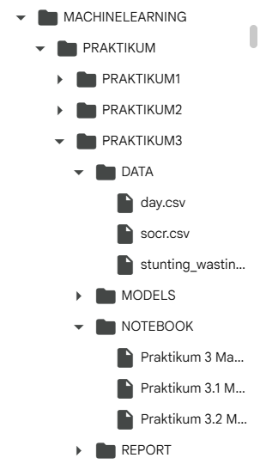 MACHINELEARNING
PRAKTIKUM
PRAKTIKUM1
PRAKTIKUM2
PRAKTIKUM3
DATA
day.csv
socr.csv
stunting_wastin...
MODELS
NOTEBOOK
Praktikum 3 Ma...
Praktikum 3.1 M...
Praktikum 3.2 M...
REPORT